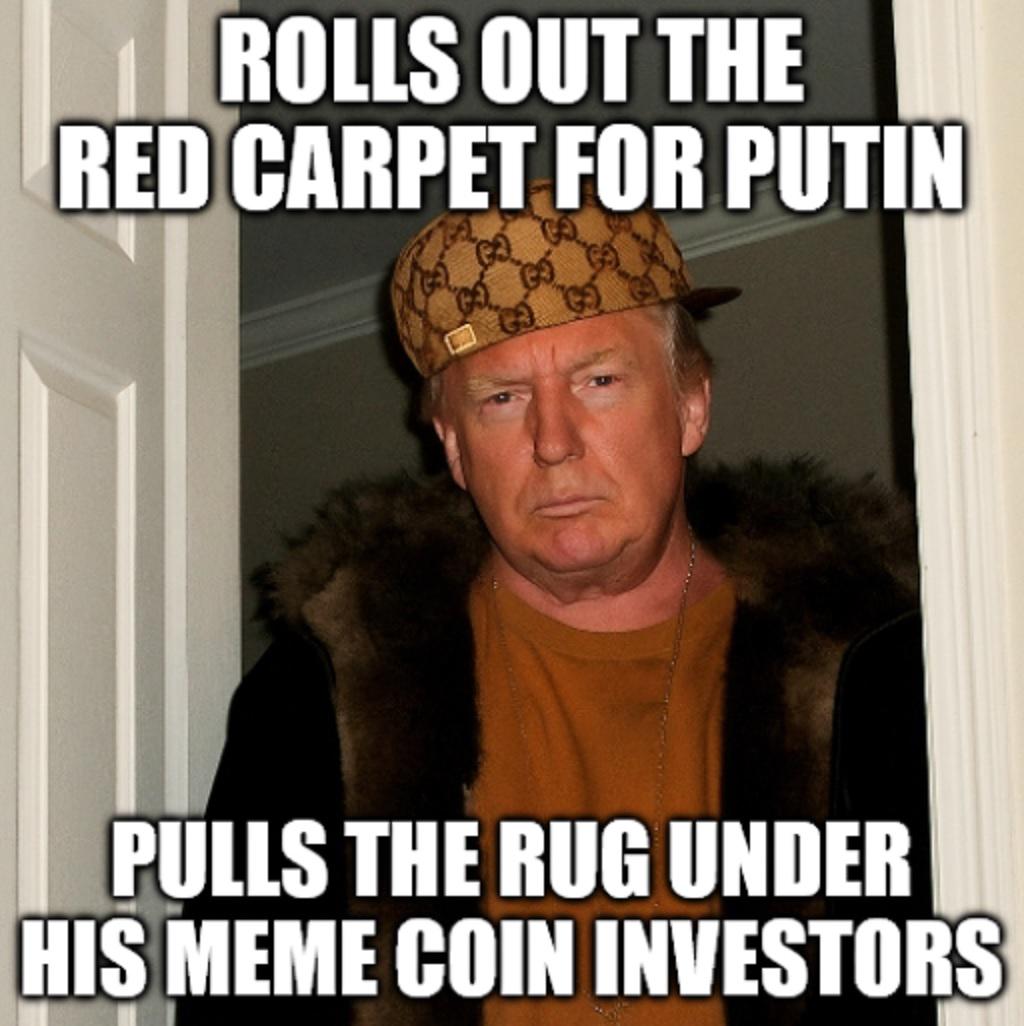 ROLLS OUT THE
RED CARPET FOR PUTIN
PULLS THE RUG UNDER
HIS MEME COIN INVESTORS